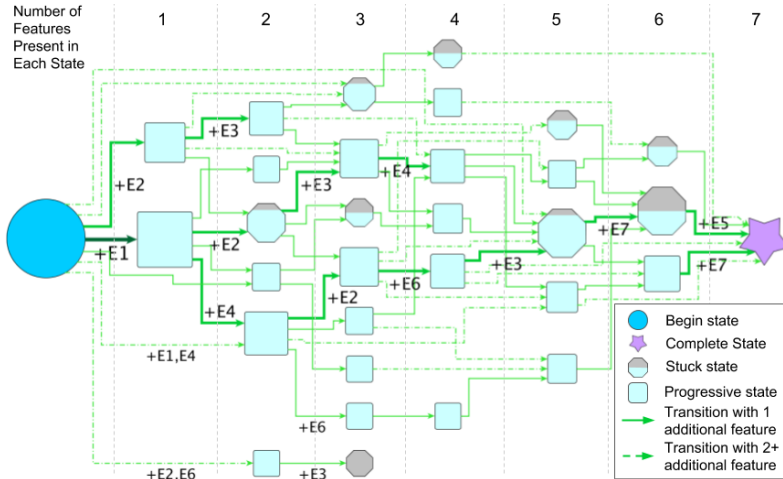 Number of
Features
Present in
Each State
1 2 3 4 5 6 7
+E3
+E2
+E4
+E3
+E7
+E5
+E1
+E2
+E3
+E7
+E4
+E2
+E6
+E1,E4
+E6
+E2,E6
+E3
Begin state
Complete State
Stuck state
Progressive state
Transition with 1
additional feature
Transition with 2+
additional feature